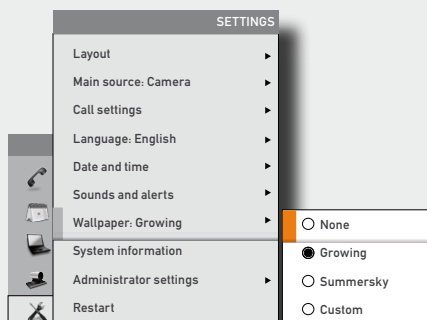 SETTINGS
Layout
Main source: Camera
Call settings
Language: English
Date and time
Sounds and alerts
Wallpaper: Growing
System information
Administrator settings
Restart
None
Growing
Summersky
Custom